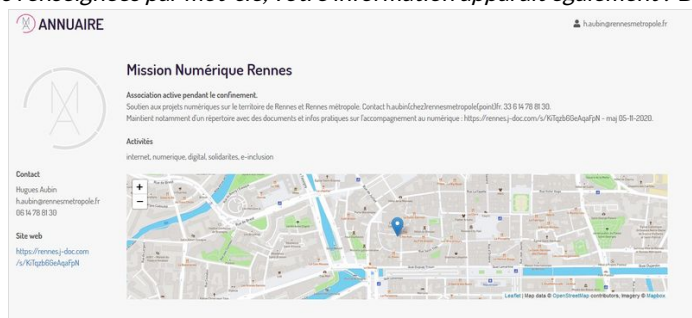 renseignées par mot-clé, votre information apparaît également !
ANNUAIRE
h.aubin@rennesmetropole.fr
MA
Mission Numérique Rennes
Association active pendant le confinement.
Soutien aux projets numériques sur le territoire de Rennes et Rennes métropole. Contact h.aubin(chez)rennesmetropole(point)fr. 33 6 14 78 81 30.
Maintient notamment d'un répertoire avec des documents et infos pratiques sur l'accompagnement au numérique : https://rennes.j-doc.com/s/KiTqzb6GeAqaFpN - maj 05-11-2020.
Activités
internet, numerique, digital, solidarites, e-inclusion
Contact
Hugues Aubin
h.aubin@rennesmetropole.fr
06 14 78 81 30
Site web
https://rennes.j-doc.com
/s/KiTqzb6GeAqaFpN
+
−
Leaflet | Map data © OpenStreetMap contributors, Imagery © Mapbox